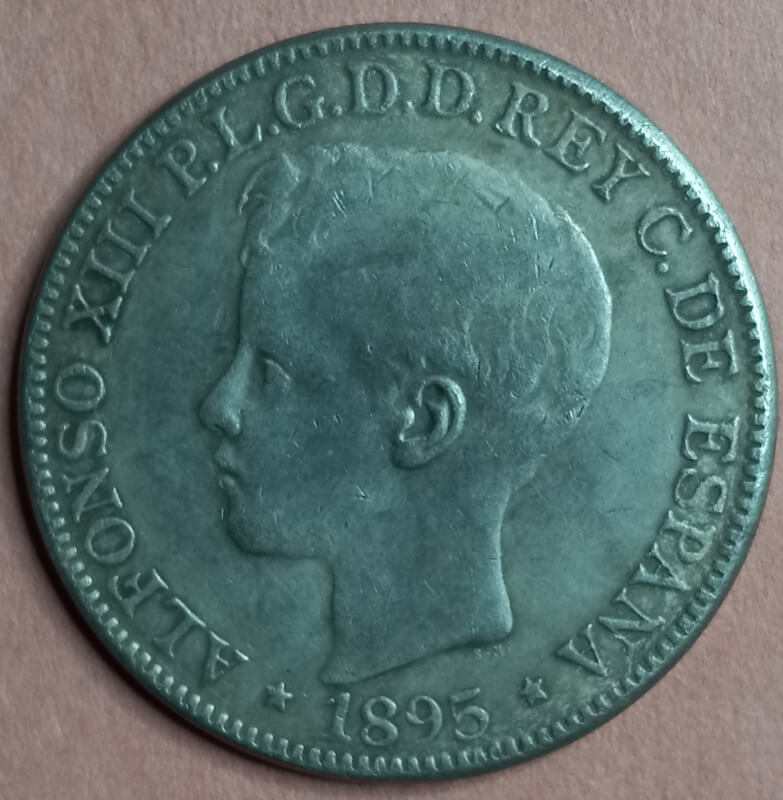 ALFONSO XIII P.L.G.D.D. REY C. DE ESPANA
1895